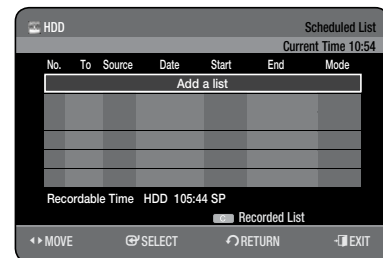 HDD Scheduled List
Current Time 10:54
No. To Source Date Start End Mode
Add a list
Recordable Time HDD 105:44 SP
C Recorded List
MOVE SELECT RETURN EXIT